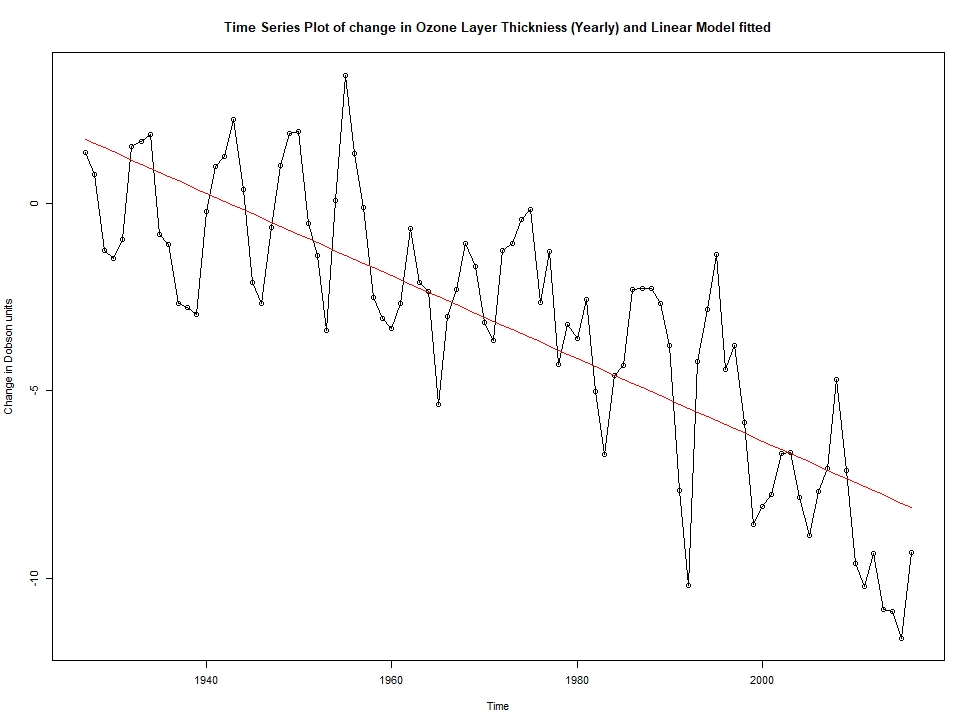 Time Series Plot of change in Ozone Layer Thickniess (Yearly) and Linear Model fitted
Change in Dobson units
0
-5
-10
1940
1960
1980
2000
Time